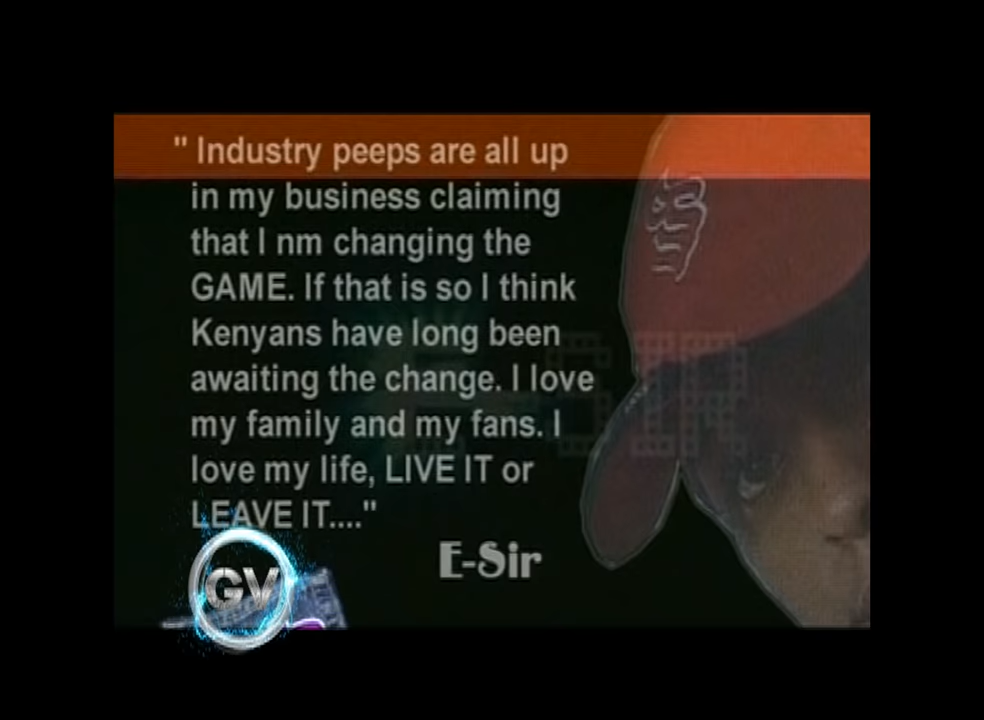 " Industry peeps are all up
in my business claiming
that I nm changing the
GAME. If that is so I think
Kenyans have long been
awaiting the change. I love
my family and my fans. I
love my life, LIVE IT or
LEAVE IT...."
E-Sir
GV